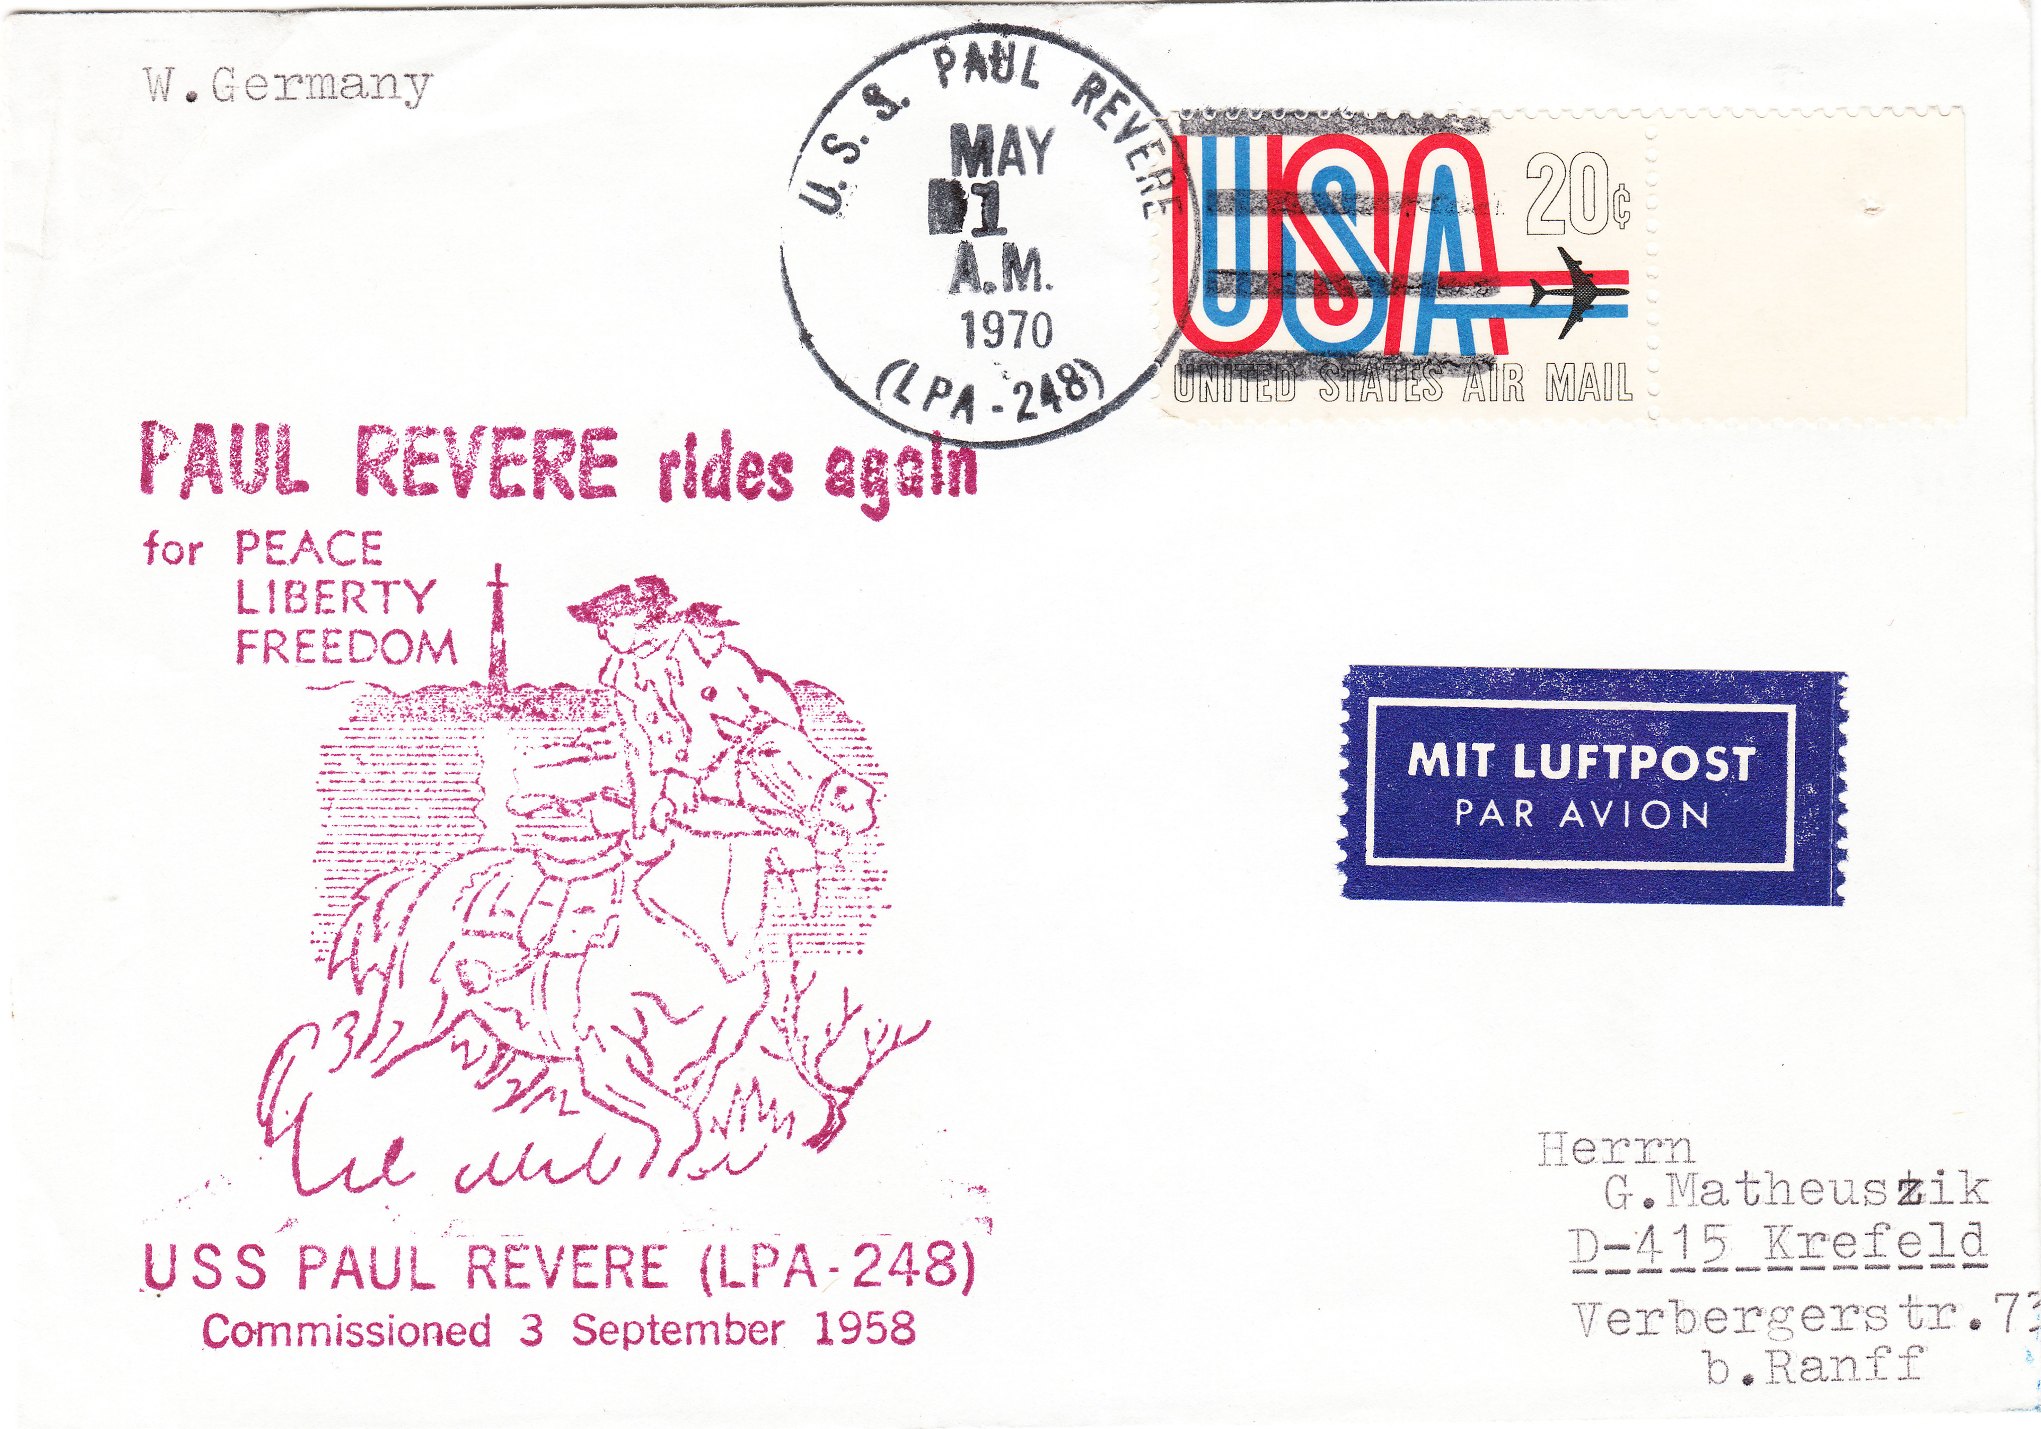 W.Germany
U.S.S. PAUL REVERE
MAY
1
A.M.
1970
(LPA-248)
USA 20¢
UNITED STATES AIR MAIL
PAUL REVERE rides again
for PEACE
LIBERTY
FREEDOM
MIT LUFTPOST
PAR AVION
Herrn
G.Matheuszik
D-415 Krefeld
Verbergerstr.73
b.Ranff
USS PAUL REVERE (LPA-248)
Commissioned 3 September 1958